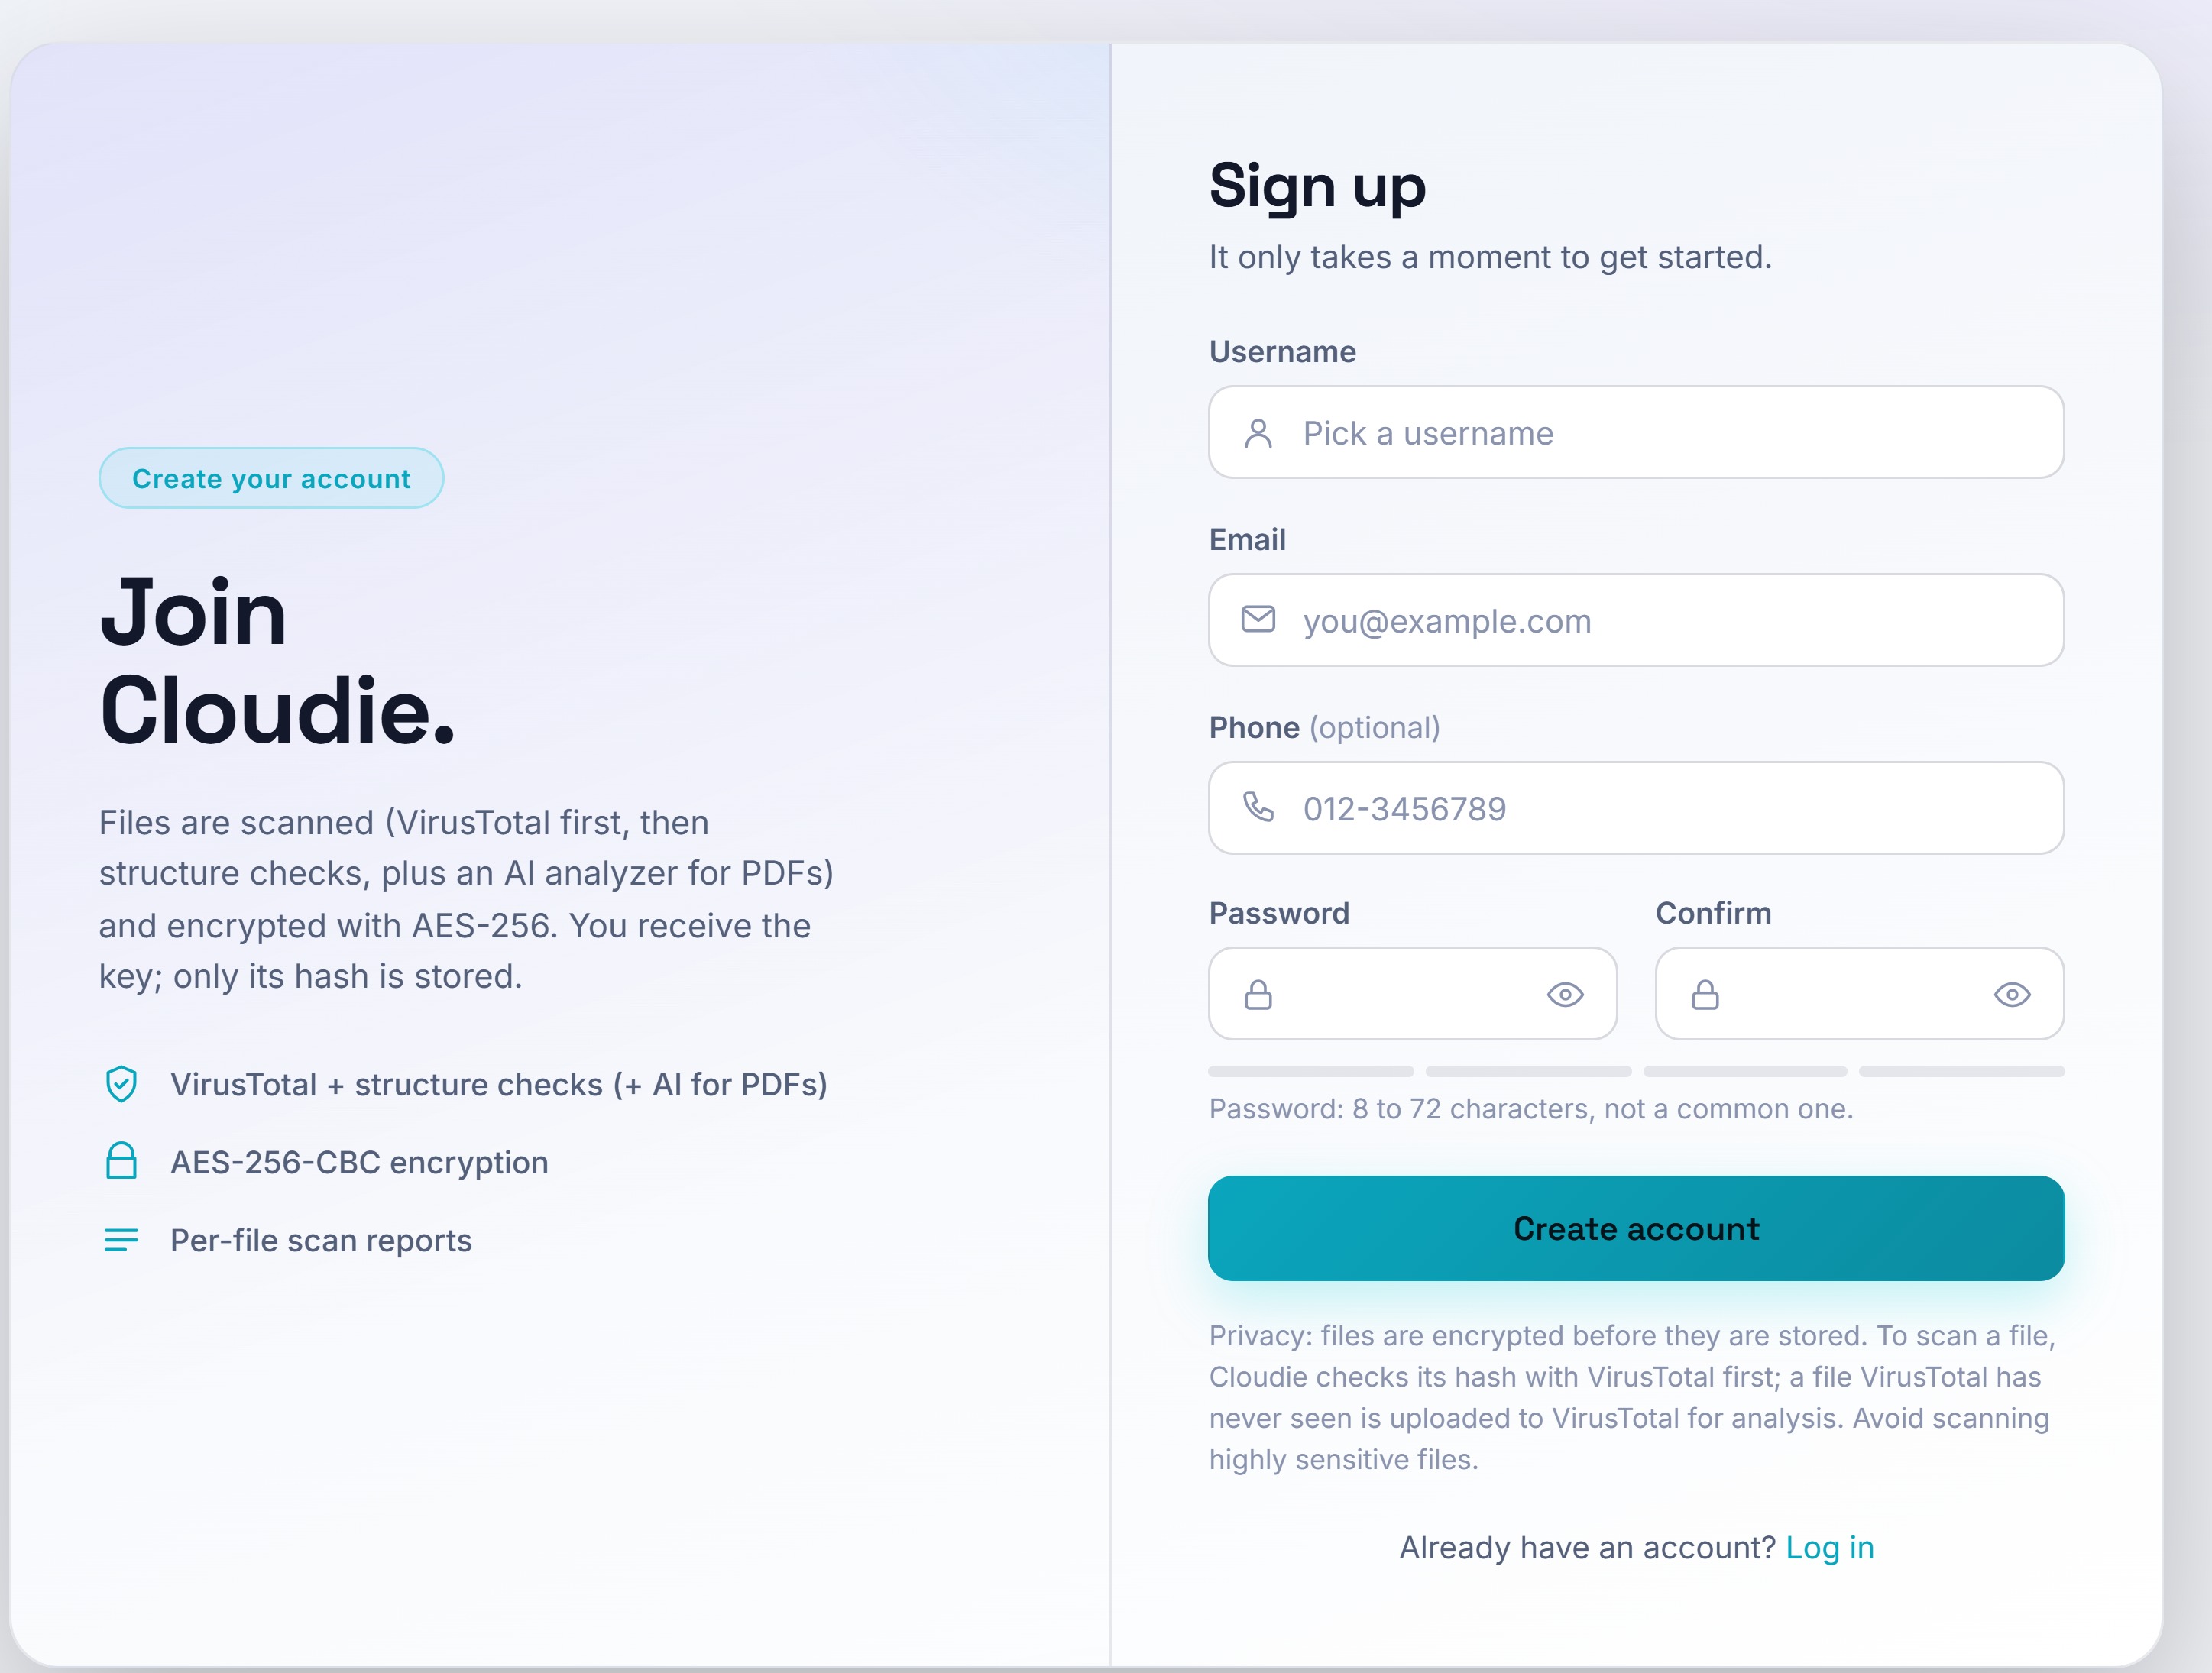 Create your account
Join
Cloudie.
Files are scanned (VirusTotal first, then
structure checks, plus an AI analyzer for PDFs)
and encrypted with AES-256. You receive the
key; only its hash is stored.
VirusTotal + structure checks (+ AI for PDFs)
AES-256-CBC encryption
Per-file scan reports
Sign up
It only takes a moment to get started.
Username
Pick a username
Email
you@example.com
Phone (optional)
012-3456789
Password
Confirm
Password: 8 to 72 characters, not a common one.
Create account
Privacy: files are encrypted before they are stored. To scan a file,
Cloudie checks its hash with VirusTotal first; a file VirusTotal has
never seen is uploaded to VirusTotal for analysis. Avoid scanning
highly sensitive files.
Already have an account? Log in